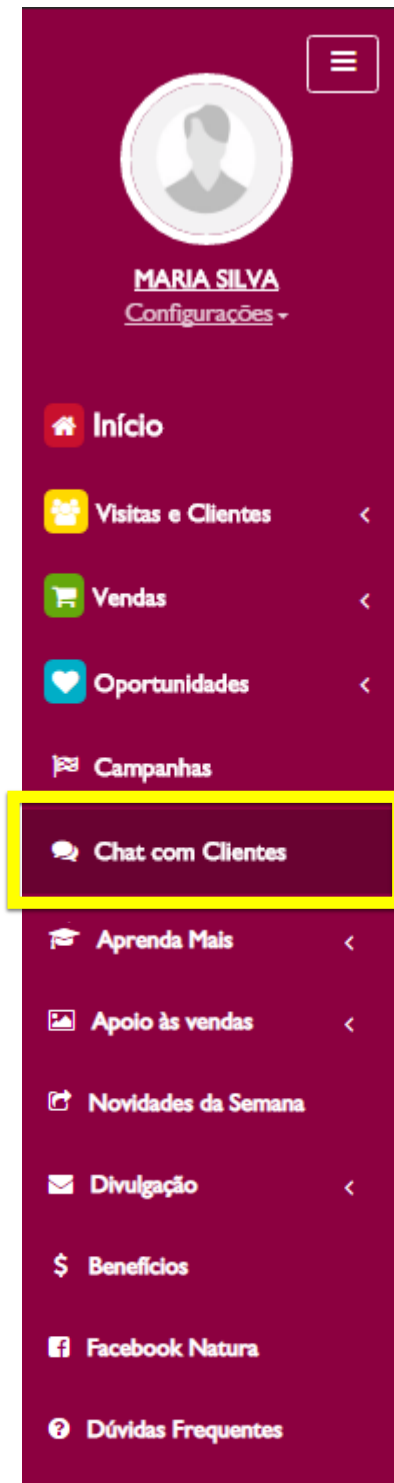 MARIA SILVA
Configurações
Início
Visitas e Clientes
Vendas
Oportunidades
Campanhas
Chat com Clientes
Aprenda Mais
Apoio às vendas
Novidades da Semana
Divulgação
$ Benefícios
Facebook Natura
Dúvidas Frequentes